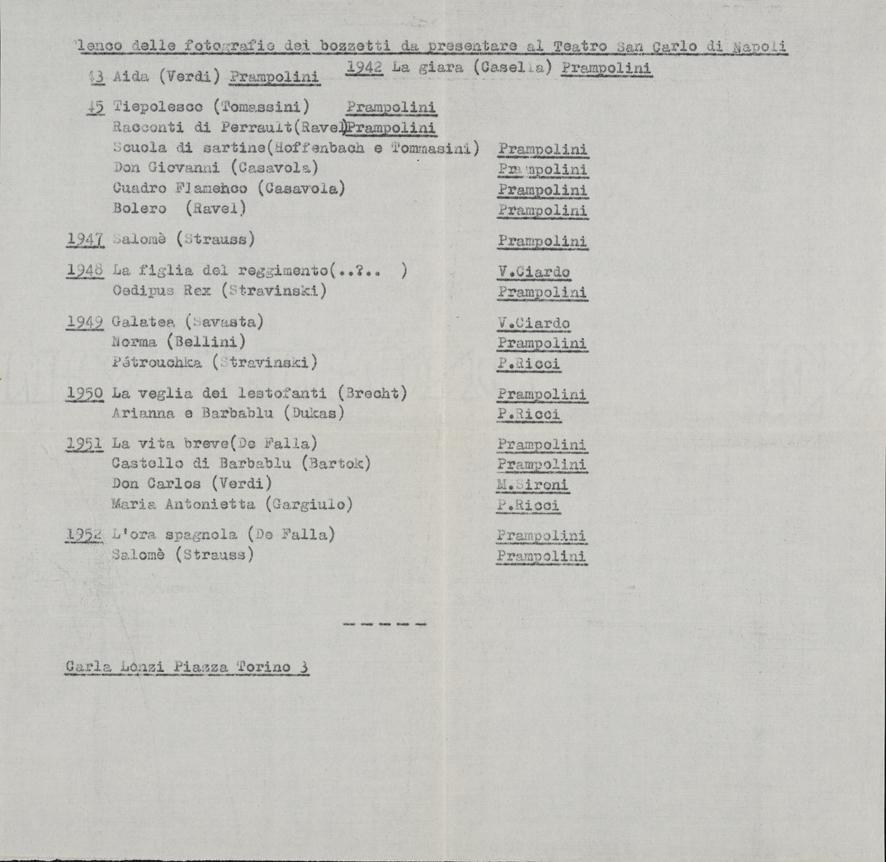 lenco delle fotografie dei bozzetti da presentare al Teatro San Carlo di Napoli
1942 La giara (Casella) Prampolini
43 Aida (Verdi) Prampolini
45 Tiepolesco (Tomassini) Prampolini
Racconti di Perrault(Ravel)Prampolini
Scuola di sartine(Hoffenbach e Tommasini) Prampolini
Don Giovanni (Casavola) Prampolini
Cuadro Flamenco (Casavola) Prampolini
Bolero (Ravel) Prampolini
1947 Salomè (Strauss) Prampolini
1948 La figlia del reggimento(..?.. ) V.Ciardo
Oedipus Rex (Stravinski) Prampolini
1949 Galatea (Savasta) V.Ciardo
Norma (Bellini) Prampolini
Pétrouchka (Stravinski) P.Ricci
1950 La veglia dei lestofanti (Brecht) Prampolini
Arianna e Barbablu (Dukas) P.Ricci
1951 La vita breve(De Falla) Prampolini
Castello di Barbablu (Bartok) Prampolini
Don Carlos (Verdi) M.Sironi
Maria Antonietta (Gargiulo) P.Ricci
1952 L'ora spagnola (De Falla) Prampolini
Salomè (Strauss) Prampolini
-----
Carla Lonzi Piazza Torino 3